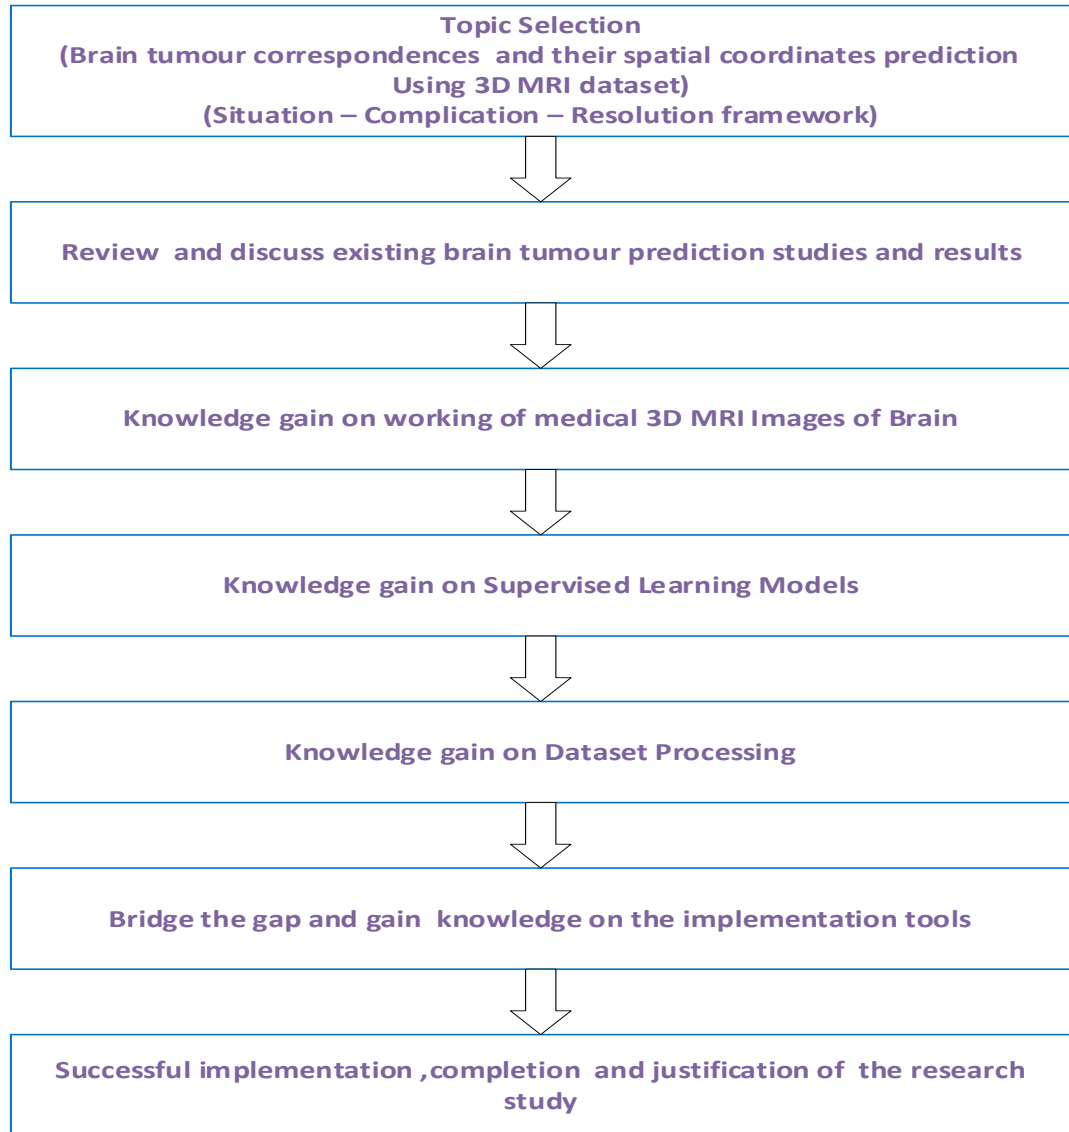 Topic Selection
(Brain tumour correspondences and their spatial coordinates prediction
Using 3D MRI dataset)
(Situation – Complication – Resolution framework)
Review and discuss existing brain tumour prediction studies and results
Knowledge gain on working of medical 3D MRI Images of Brain
Knowledge gain on Supervised Learning Models
Knowledge gain on Dataset Processing
Bridge the gap and gain knowledge on the implementation tools
Successful implementation ,completion and justification of the research
study